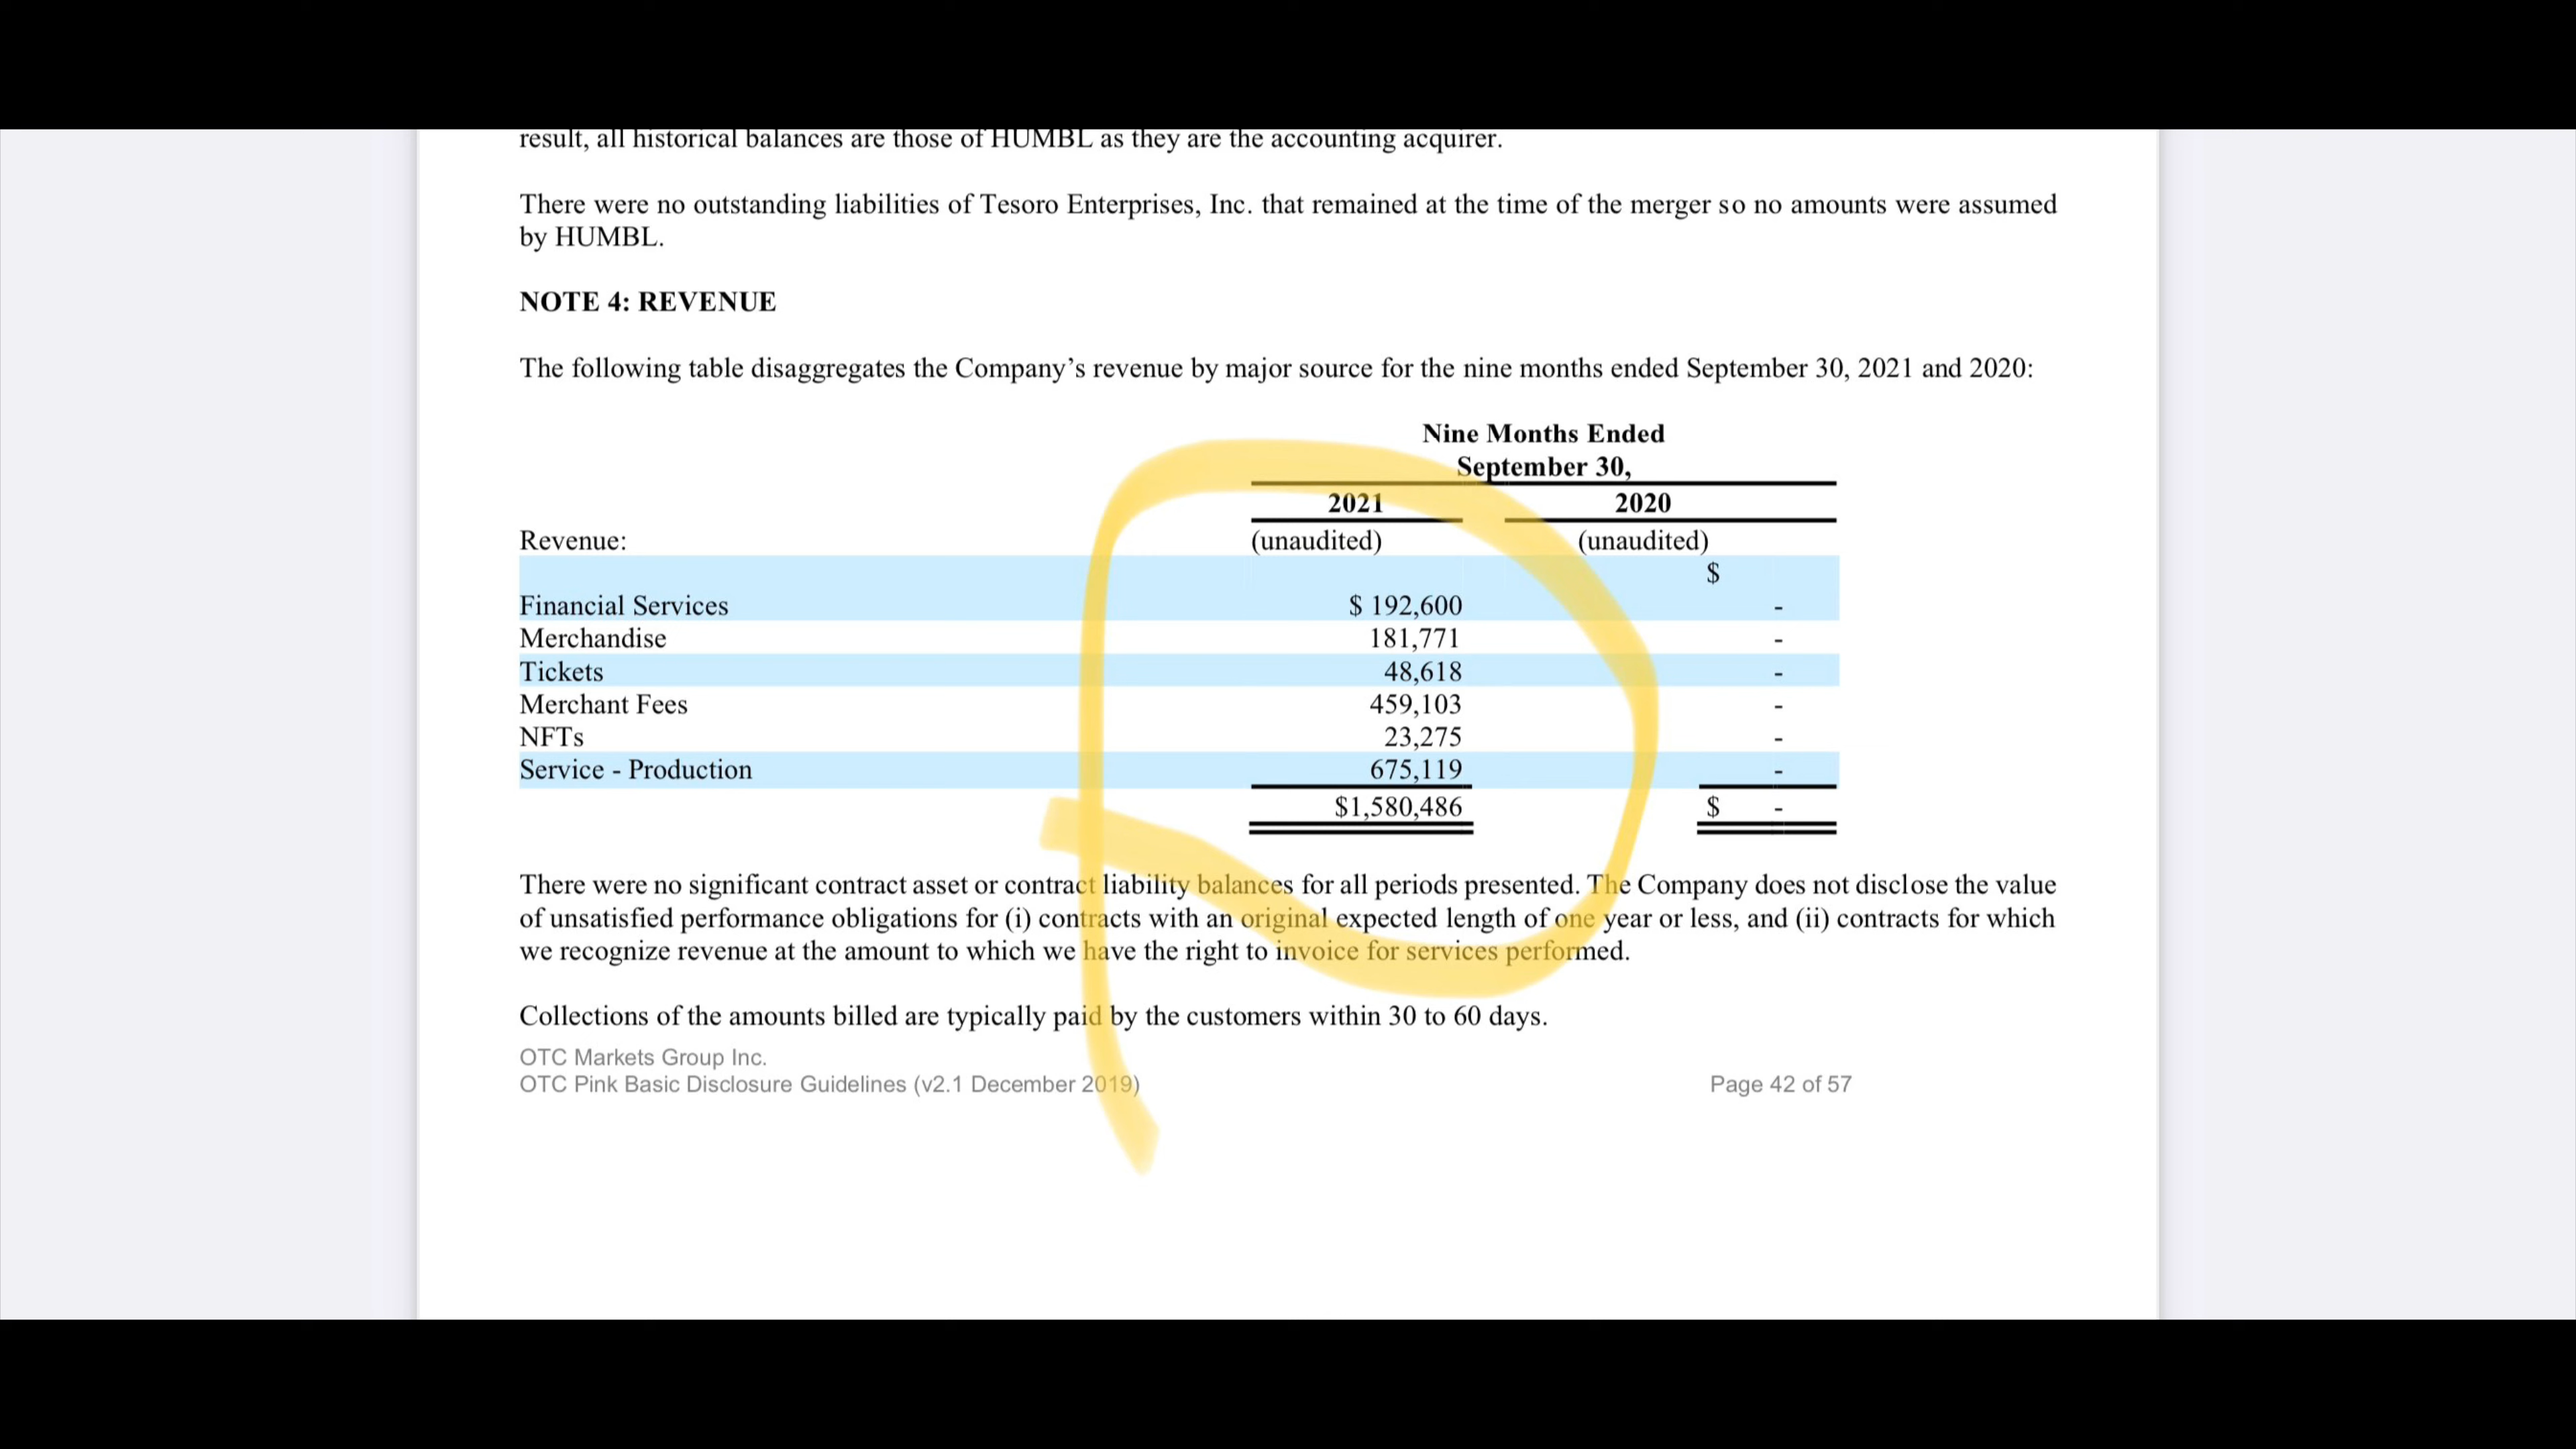 result, all historical balances are those of HUMBL as they are the accounting acquirer.
There were no outstanding liabilities of Tesoro Enterprises, Inc. that remained at the time of the merger so no amounts were assumed
by HUMBL.
NOTE 4: REVENUE
The following table disaggregates the Company’s revenue by major source for the nine months ended September 30, 2021 and 2020:
Nine Months Ended
September 30,
2021 2020
Revenue: (unaudited) (unaudited)
$
Financial Services $ 192,600 -
Merchandise 181,771 -
Tickets 48,618 -
Merchant Fees 459,103 -
NFTs 23,275 -
Service - Production 675,119 -
$1,580,486 $ -
There were no significant contract asset or contract liability balances for all periods presented. The Company does not disclose the value
of unsatisfied performance obligations for (i) contracts with an original expected length of one year or less, and (ii) contracts for which
we recognize revenue at the amount to which we have the right to invoice for services performed.
Collections of the amounts billed are typically paid by the customers within 30 to 60 days.
OTC Markets Group Inc.
OTC Pink Basic Disclosure Guidelines (v2.1 December 2019) Page 42 of 57